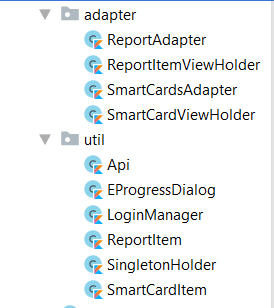 adapter
ReportAdapter
ReportItemViewHolder
SmartCardsAdapter
SmartCardViewHolder
util
Api
EProgressDialog
LoginManager
ReportItem
SingletonHolder
SmartCardItem